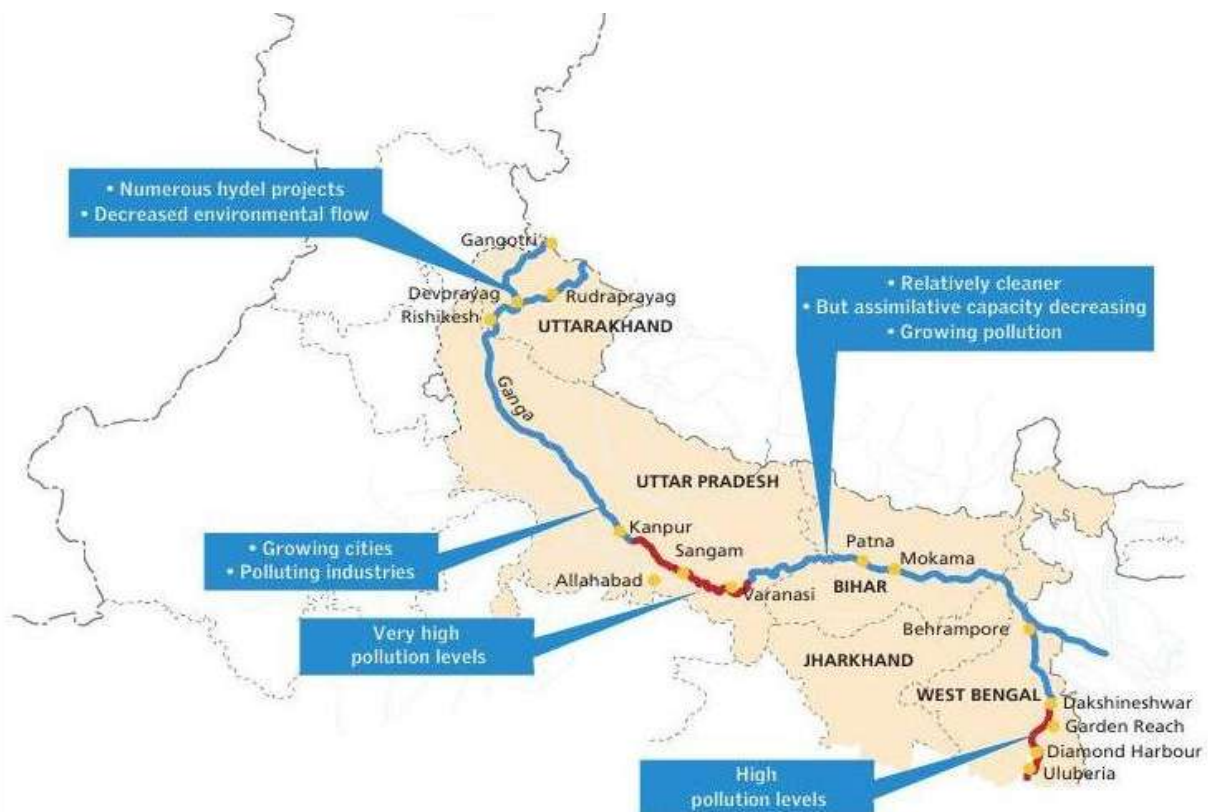 • Numerous hydel projects
• Decreased environmental flow
Gangotri
Devprayag
Rudraprayag
Rishikesh
UTTARAKHAND
• Relatively cleaner
• But assimilative capacity decreasing
• Growing pollution
Ganga
UTTAR PRADESH
Kanpur
• Growing cities
• Polluting industries
Sangam
Patna
Mokama
Allahabad
Varanasi
BIHAR
Very high
pollution levels
Behrampore
JHARKHAND
WEST BENGAL
Dakshineshwar
Garden Reach
Diamond Harbour
Uluberia
High
pollution levels